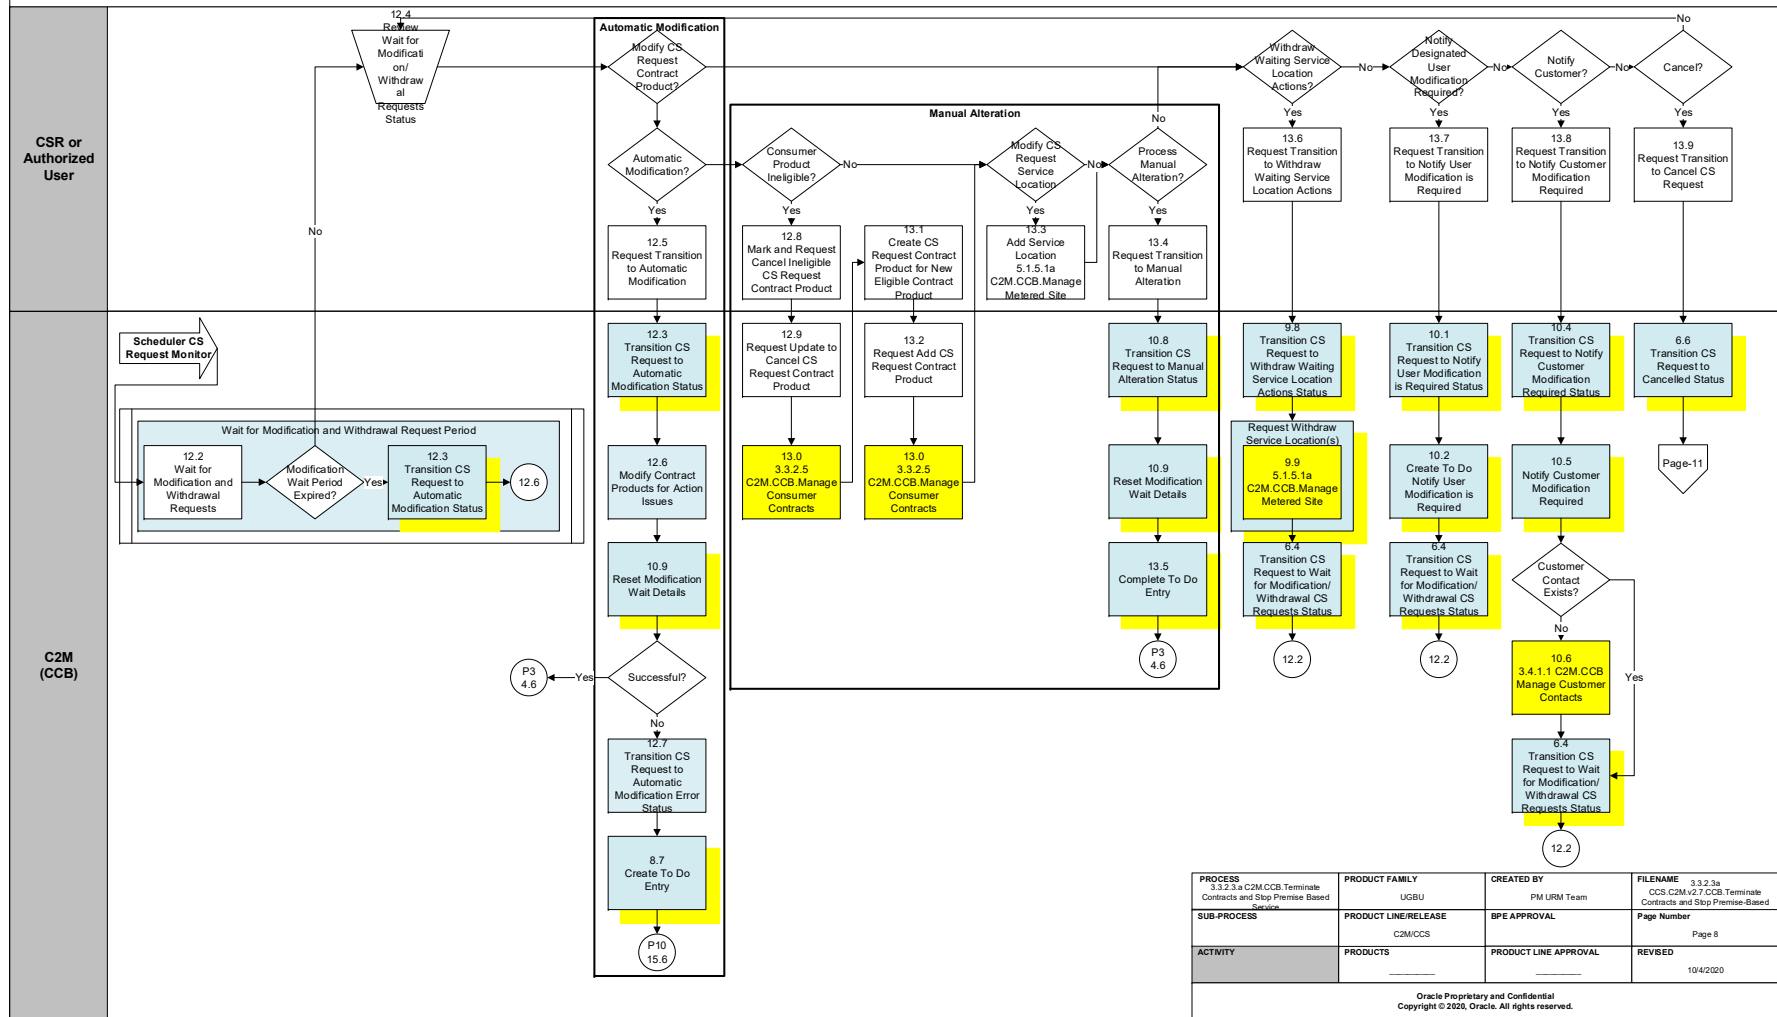 CSR or
Authorized
User
12.4
Review
Wait for
Modificati
on/
Withdraw
al
Requests
Status
No
Automatic Modification
Modify CS
Request
Contract
Product?
Automatic
Modification?
Yes
12.5
Request Transition
to Automatic
Modification
Manual Alteration
Consumer
Product
Ineligible?
No
Yes
12.8
Mark and Request
Cancel Ineligible
CS Request
Contract Product
13.1
Create CS
Request Contract
Product for New
Eligible Contract
Product
Modify CS
Request
Service
Location
No
Yes
13.3
Add Service
Location
5.1.5.1a
C2M.CCB.Manage
Metered Site
No
Process
Manual
Alteration?
Yes
13.4
Request Transition
to Manual
Alteration
Withdraw
Waiting Service
Location
Actions?
No
Yes
13.6
Request Transition
to Withdraw
Waiting Service
Location Actions
Notify
Designated
User
Modification
Required?
No
Yes
13.7
Request Transition
to Notify User
Modification is
Required
Notify
Customer?
No
Yes
13.8
Request Transition
to Notify Customer
Modification
Required
No
Cancel?
Yes
13.9
Request Transition
to Cancel CS
Request
C2M
(CCB)
Scheduler CS
Request Monitor
Wait for Modification and Withdrawal Request Period
12.2
Wait for
Modification and
Withdrawal
Requests
Modification
Wait Period
Expired?
Yes
12.3
Transition CS
Request to
Automatic
Modification Status
12.6
12.3
Transition CS
Request to
Automatic
Modification Status
12.6
Modify Contract
Products for Action
Issues
10.9
Reset Modification
Wait Details
Successful?
Yes
P3
4.6
No
12.7
Transition CS
Request to
Automatic
Modification Error
Status
8.7
Create To Do
Entry
P10
15.6
12.9
Request Update to
Cancel CS
Request Contract
Product
13.0
3.3.2.5
C2M.CCB.Manage
Consumer
Contracts
13.2
Request Add CS
Request Contract
Product
13.0
3.3.2.5
C2M.CCB.Manage
Consumer
Contracts
10.8
Transition CS
Request to Manual
Alteration Status
10.9
Reset Modification
Wait Details
13.5
Complete To Do
Entry
P3
4.6
9.8
Transition CS
Request to
Withdraw Waiting
Service Location
Actions Status
Request Withdraw
Service Location(s)
9.9
5.1.5.1a
C2M.CCB.Manage
Metered Site
6.4
Transition CS
Request to Wait
for Modification/
Withdrawal CS
Requests Status
12.2
10.1
Transition CS
Request to Notify
User Modification
is Required Status
10.2
Create To Do
Notify User
Modification is
Required
6.4
Transition CS
Request to Wait
for Modification/
Withdrawal CS
Requests Status
12.2
10.4
Transition CS
Request to Notify
Customer
Modification
Required Status
10.5
Notify Customer
Modification
Required
Customer
Contact
Exists?
No
Yes
10.6
3.4.1.1 C2M.CCB
Manage Customer
Contacts
6.4
Transition CS
Request to Wait
for Modification/
Withdrawal CS
Requests Status
12.2
6.6
Transition CS
Request to
Cancelled Status
Page-11
PROCESS
3.3.2.3.a C2M.CCB.Terminate
Contracts and Stop Premise Based
Service
PRODUCT FAMILY
UGBU
CREATED BY
PM URM Team
FILENAME
3.3.2.3a
CCS.C2M.v2.7.CCB.Terminate
Contracts and Stop Premise-Based
SUB-PROCESS
PRODUCT LINE/RELEASE
C2M/CCS
BPE APPROVAL
Page Number
Page 8
ACTIVITY
PRODUCTS
PRODUCT LINE APPROVAL
REVISED
10/4/2020
Oracle Proprietary and Confidential
Copyright © 2020, Oracle. All rights reserved.